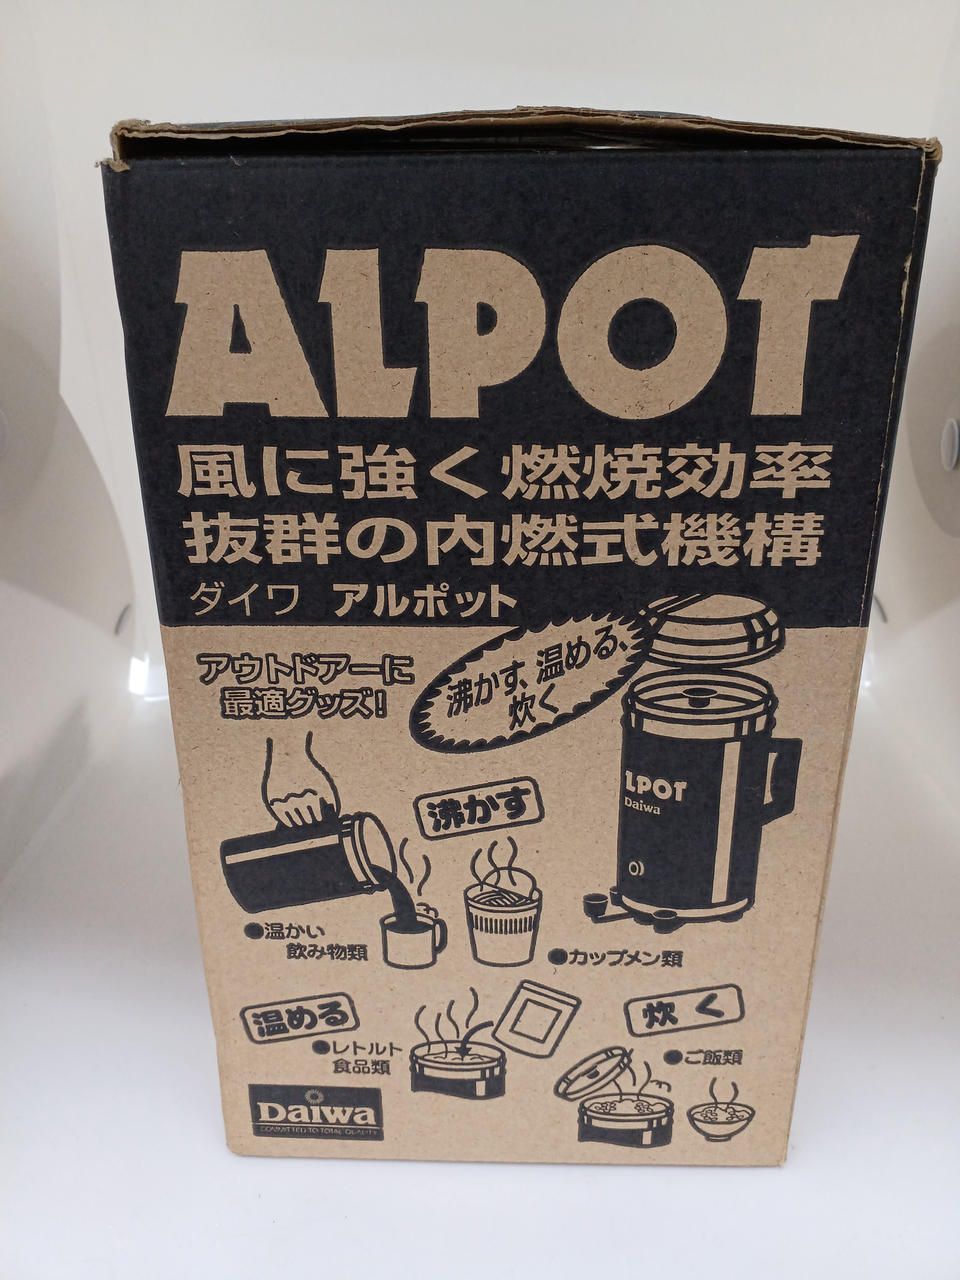 ALPOT
風に強く燃焼効率
抜群の内燃式機構
ダイワ アルポット
アウトドアーに
最適グッズ!
沸かす、温める、
炊く
LPOT
Daiwa
沸かす
●温かい
飲み物類
●カップメン類
温める
●レトルト
食品類
炊く
●ご飯類
Daiwa
COMMITTED TO TOTAL QUALITY